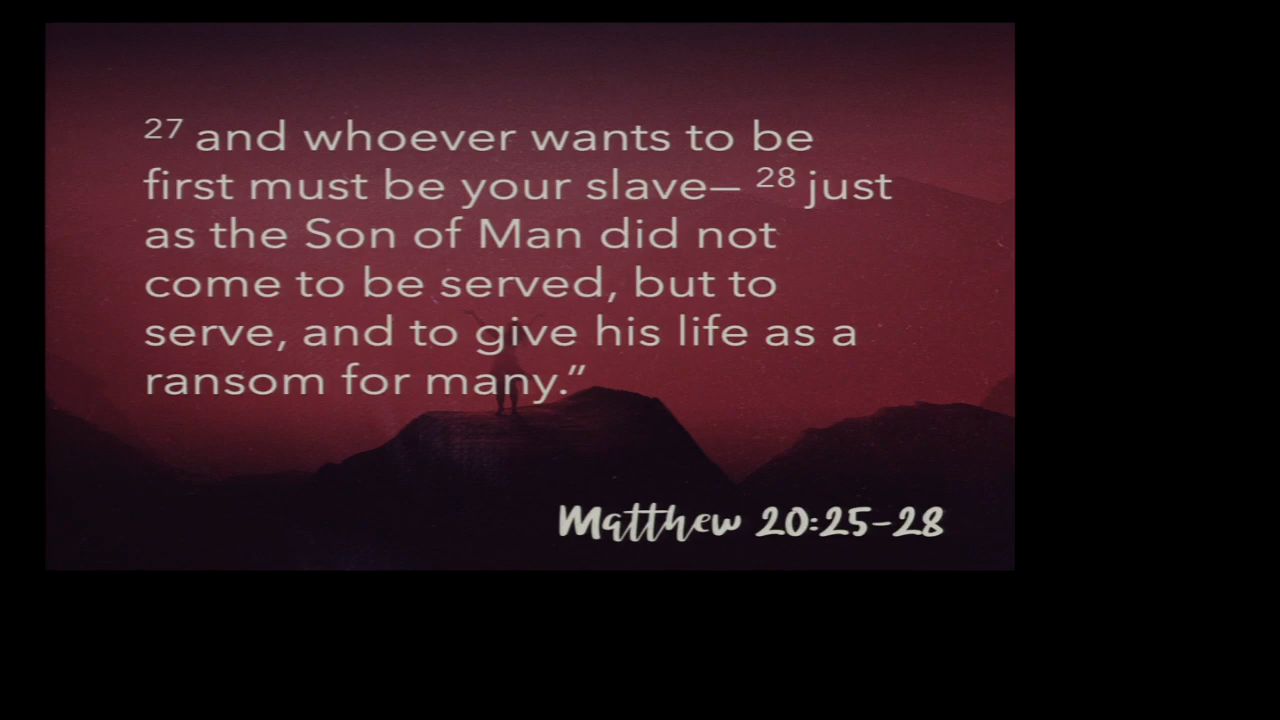 27 and whoever wants to be
first must be your slave— 28 just
as the Son of Man did not
come to be served, but to
serve, and to give his life as a
ransom for many.”
Matthew 20:25-28